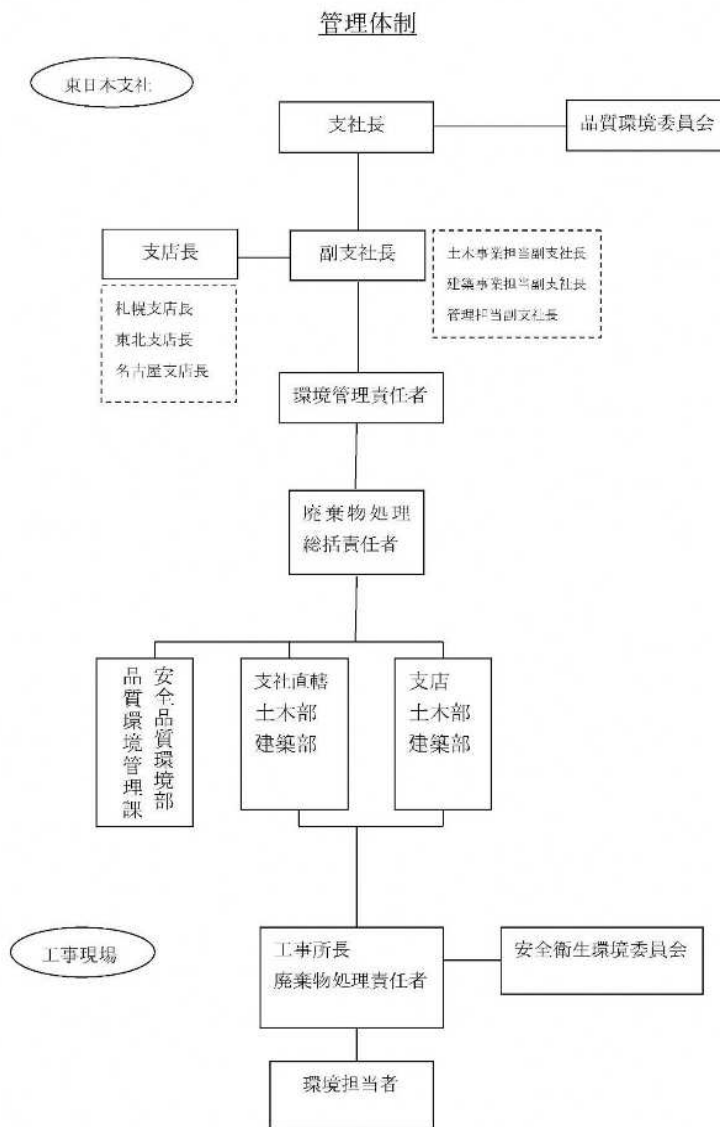 管理体制
東日本支社
支社長
品質環境委員会
支店長
副支社長
土木事業担当副支社長
建築事業担当副支社長
管理担当副支社長
札幌支店長
東北支店長
名古屋支店長
環境管理責任者
廃棄物処理
総括責任者
安全品質環境部
品質環境管理課
支社直轄
土木部
建築部
支店
土木部
建築部
工事現場
工事所長
廃棄物処理責任者
安全衛生環境委員会
環境担当者